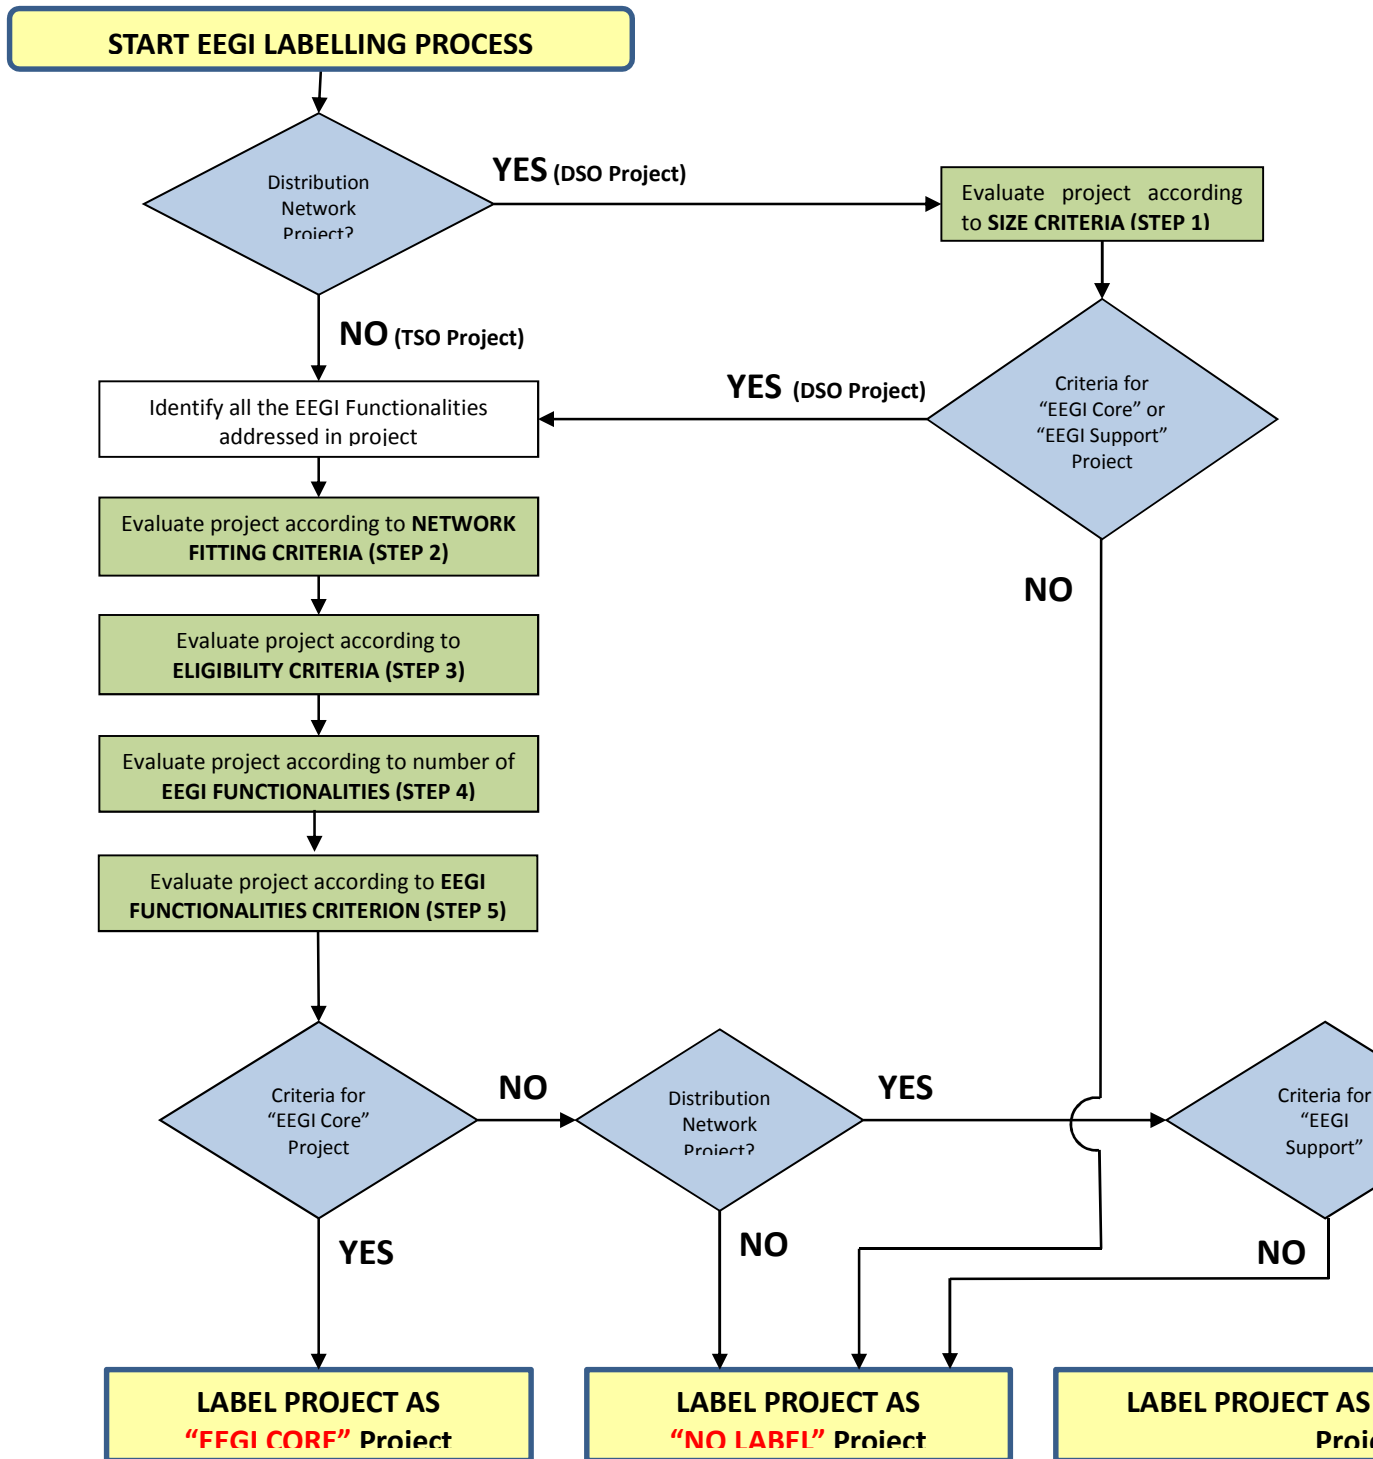 START EEGI LABELLING PROCESS
Distribution
Network
Project?
YES (DSO Project)
Evaluate project according
to SIZE CRITERIA (STEP 1)
NO (TSO Project)
Identify all the EEGI Functionalities
addressed in project
YES (DSO Project)
Criteria for
“EEGI Core” or
“EEGI Support”
Project
Evaluate project according to NETWORK
FITTING CRITERIA (STEP 2)
NO
Evaluate project according to
ELIGIBILITY CRITERIA (STEP 3)
Evaluate project according to number of
EEGI FUNCTIONALITIES (STEP 4)
Evaluate project according to EEGI
FUNCTIONALITIES CRITERION (STEP 5)
Criteria for
“EEGI Core”
Project
NO
Distribution
Network
Project?
YES
Criteria for
“EEGI
Support”
YES
NO
NO
LABEL PROJECT AS
“EEGI CORE” Project
LABEL PROJECT AS
“NO LABEL” Project
LABEL PROJECT AS